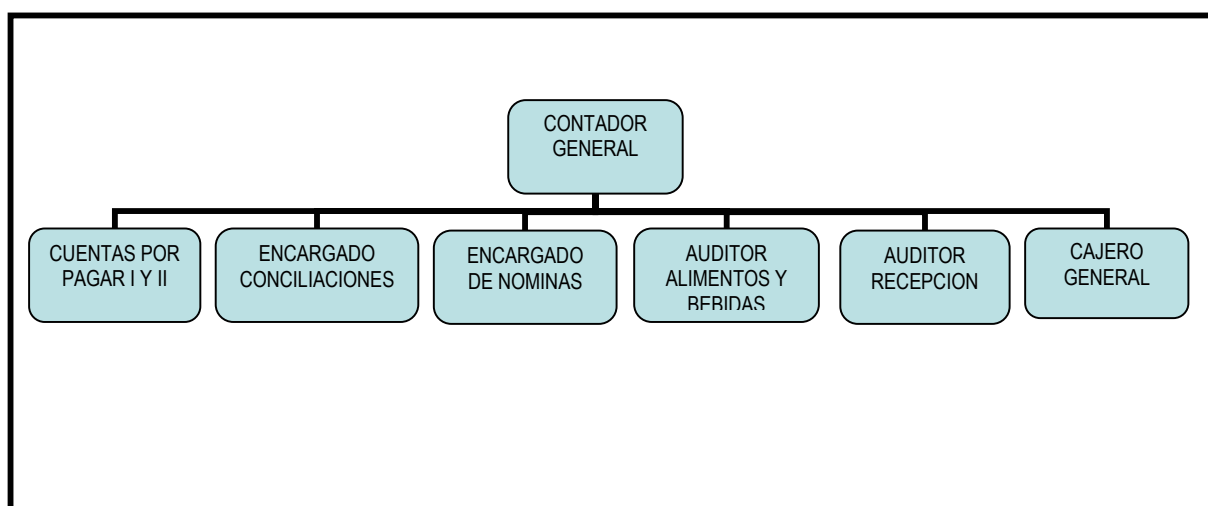 CONTADOR
GENERAL
CUENTAS POR
PAGAR I Y II
ENCARGADO
CONCILIACIONES
ENCARGADO
DE NOMINAS
AUDITOR
ALIMENTOS Y
BEBIDAS
AUDITOR
RECEPCION
CAJERO
GENERAL